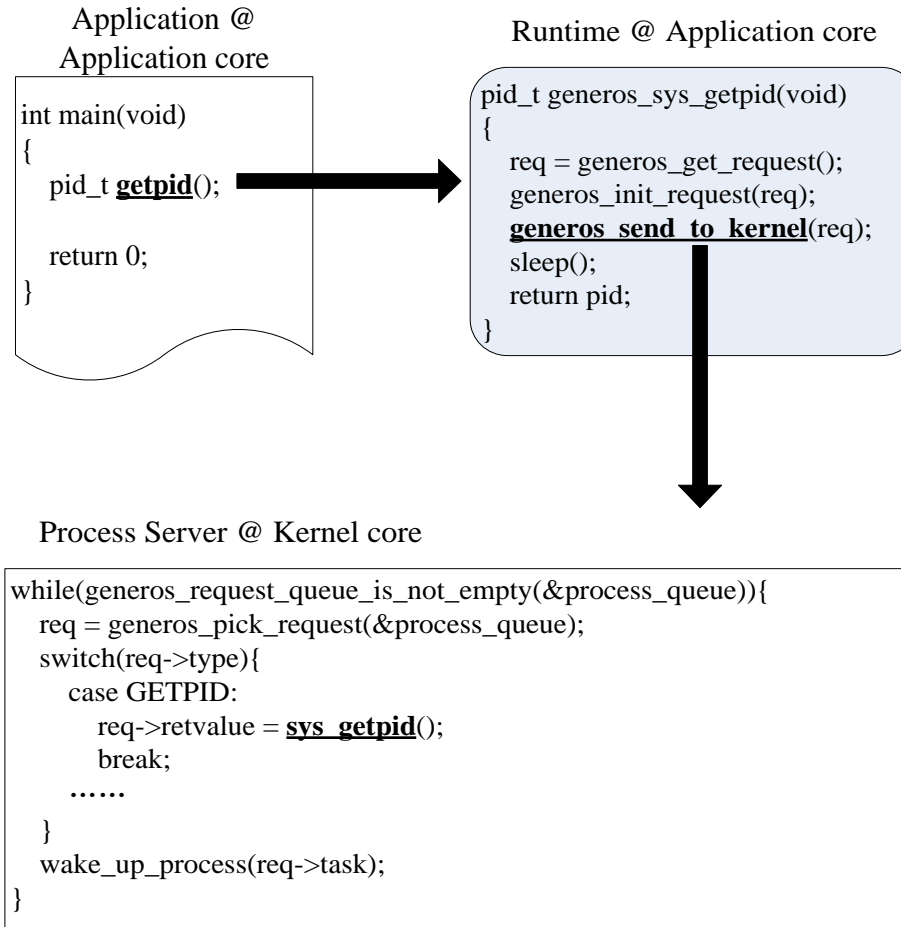 Application @
Application core
int main(void)
{
pid_t getpid();
return 0;
}
Runtime @ Application core
pid_t generos_sys_getpid(void)
{
req = generos_get_request();
generos_init_request(req);
generos_send_to_kernel(req);
sleep();
return pid;
}
Process Server @ Kernel core
while(generos_request_queue_is_not_empty(&process_queue)){
req = generos_pick_request(&process_queue);
switch(req->type){
case GETPID:
req->retvalue = sys_getpid();
break;
……
}
wake_up_process(req->task);
}